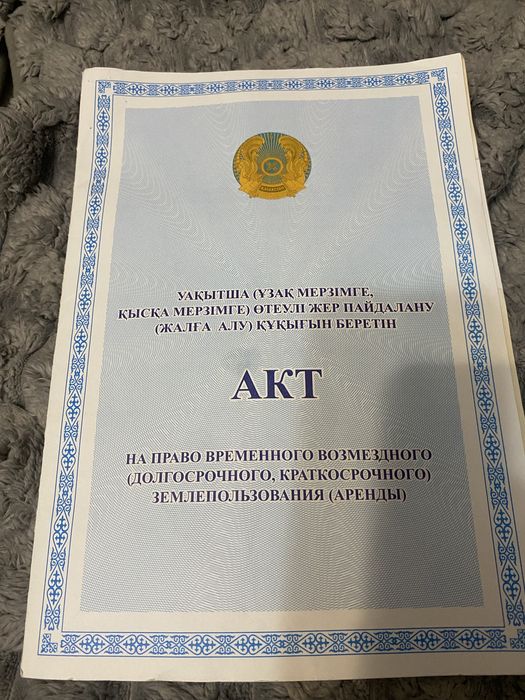 ҚАЗАҚСТАН
УАҚЫТША (ҰЗАҚ МЕРЗІМГЕ,
ҚЫСҚА МЕРЗІМГЕ) ӨТЕУЛІ ЖЕР ПАЙДАЛАНУ
(ЖАЛҒА АЛУ) ҚҰҚЫҒЫН БЕРЕТІН
АКТ
НА ПРАВО ВРЕМЕННОГО ВОЗМЕЗДНОГО
(ДОЛГОСРОЧНОГО, КРАТКОСРОЧНОГО)
ЗЕМЛЕПОЛЬЗОВАНИЯ (АРЕНДЫ)